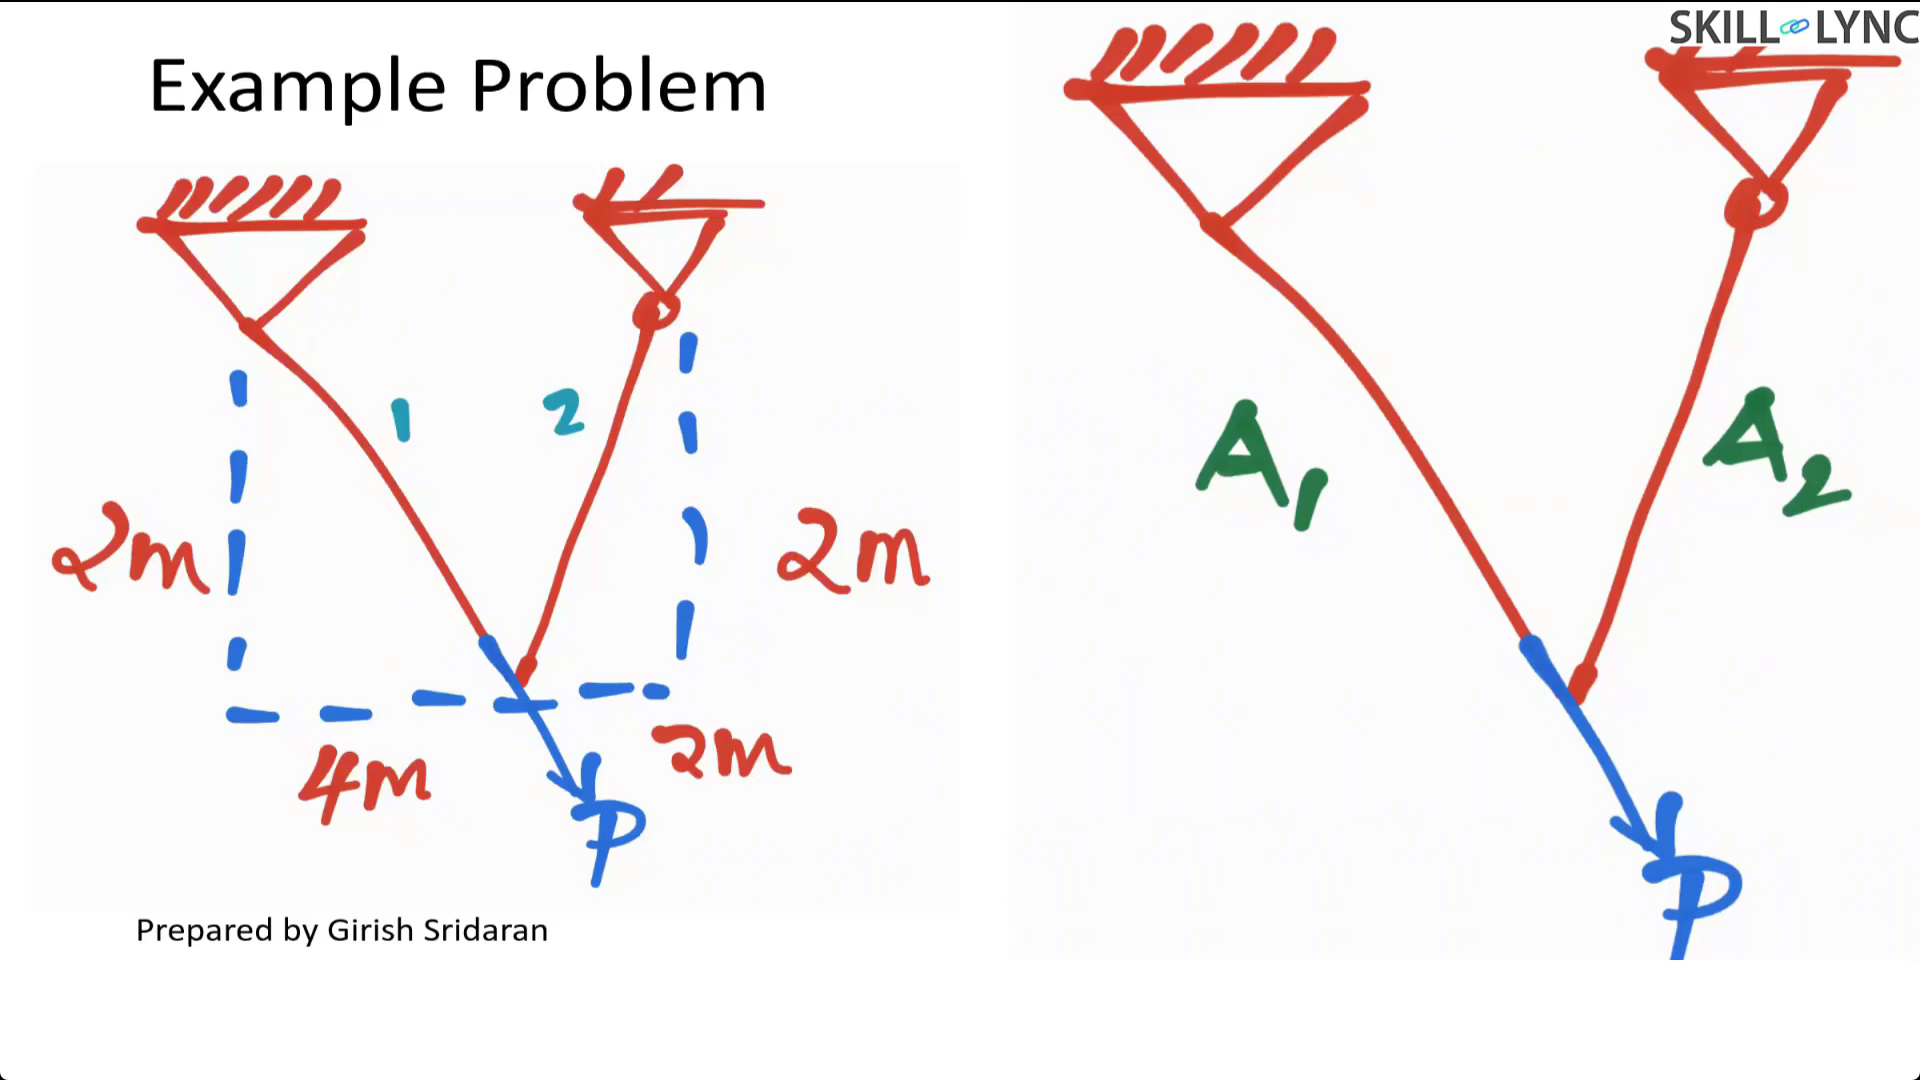 SKILL LYNC
Example Problem
1 2
2m 2m
4m 2m
P
A1 A2
P
Prepared by Girish Sridaran